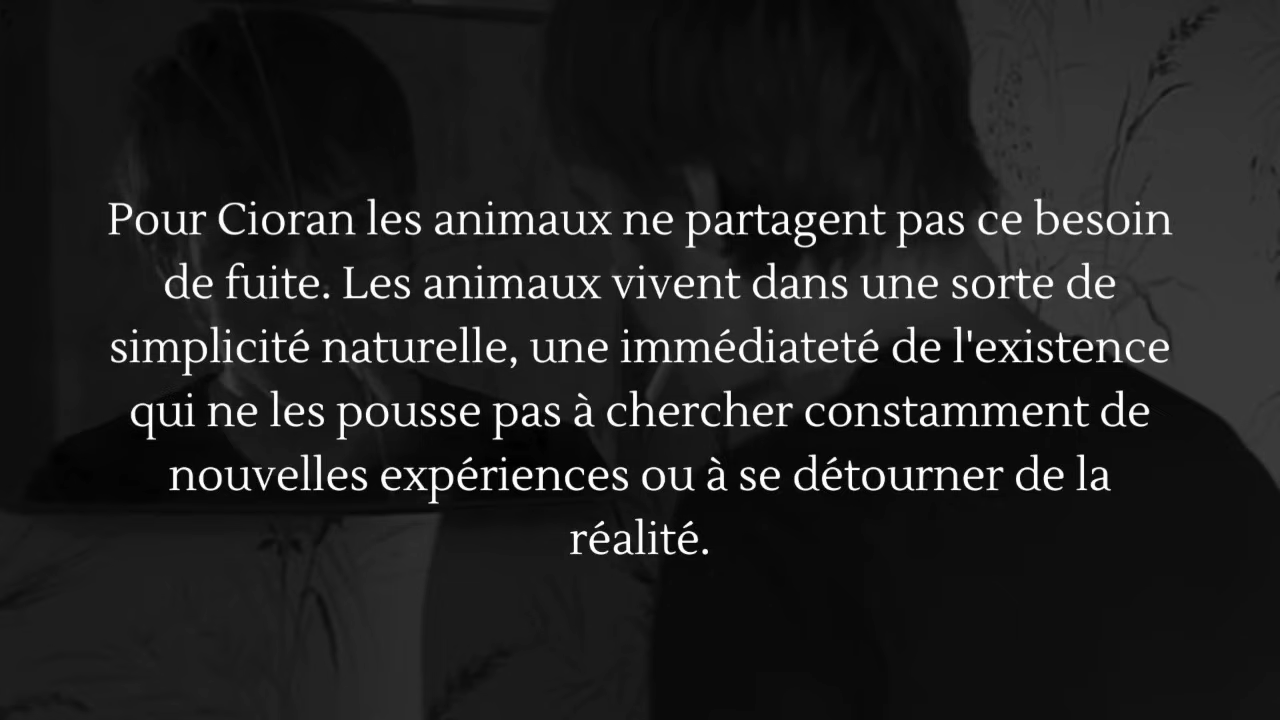 Pour Cioran les animaux ne partagent pas ce besoin
de fuite. Les animaux vivent dans une sorte de
simplicité naturelle, une immédiateté de l'existence
qui ne les pousse pas à chercher constamment de
nouvelles expériences ou à se détourner de la
réalité.